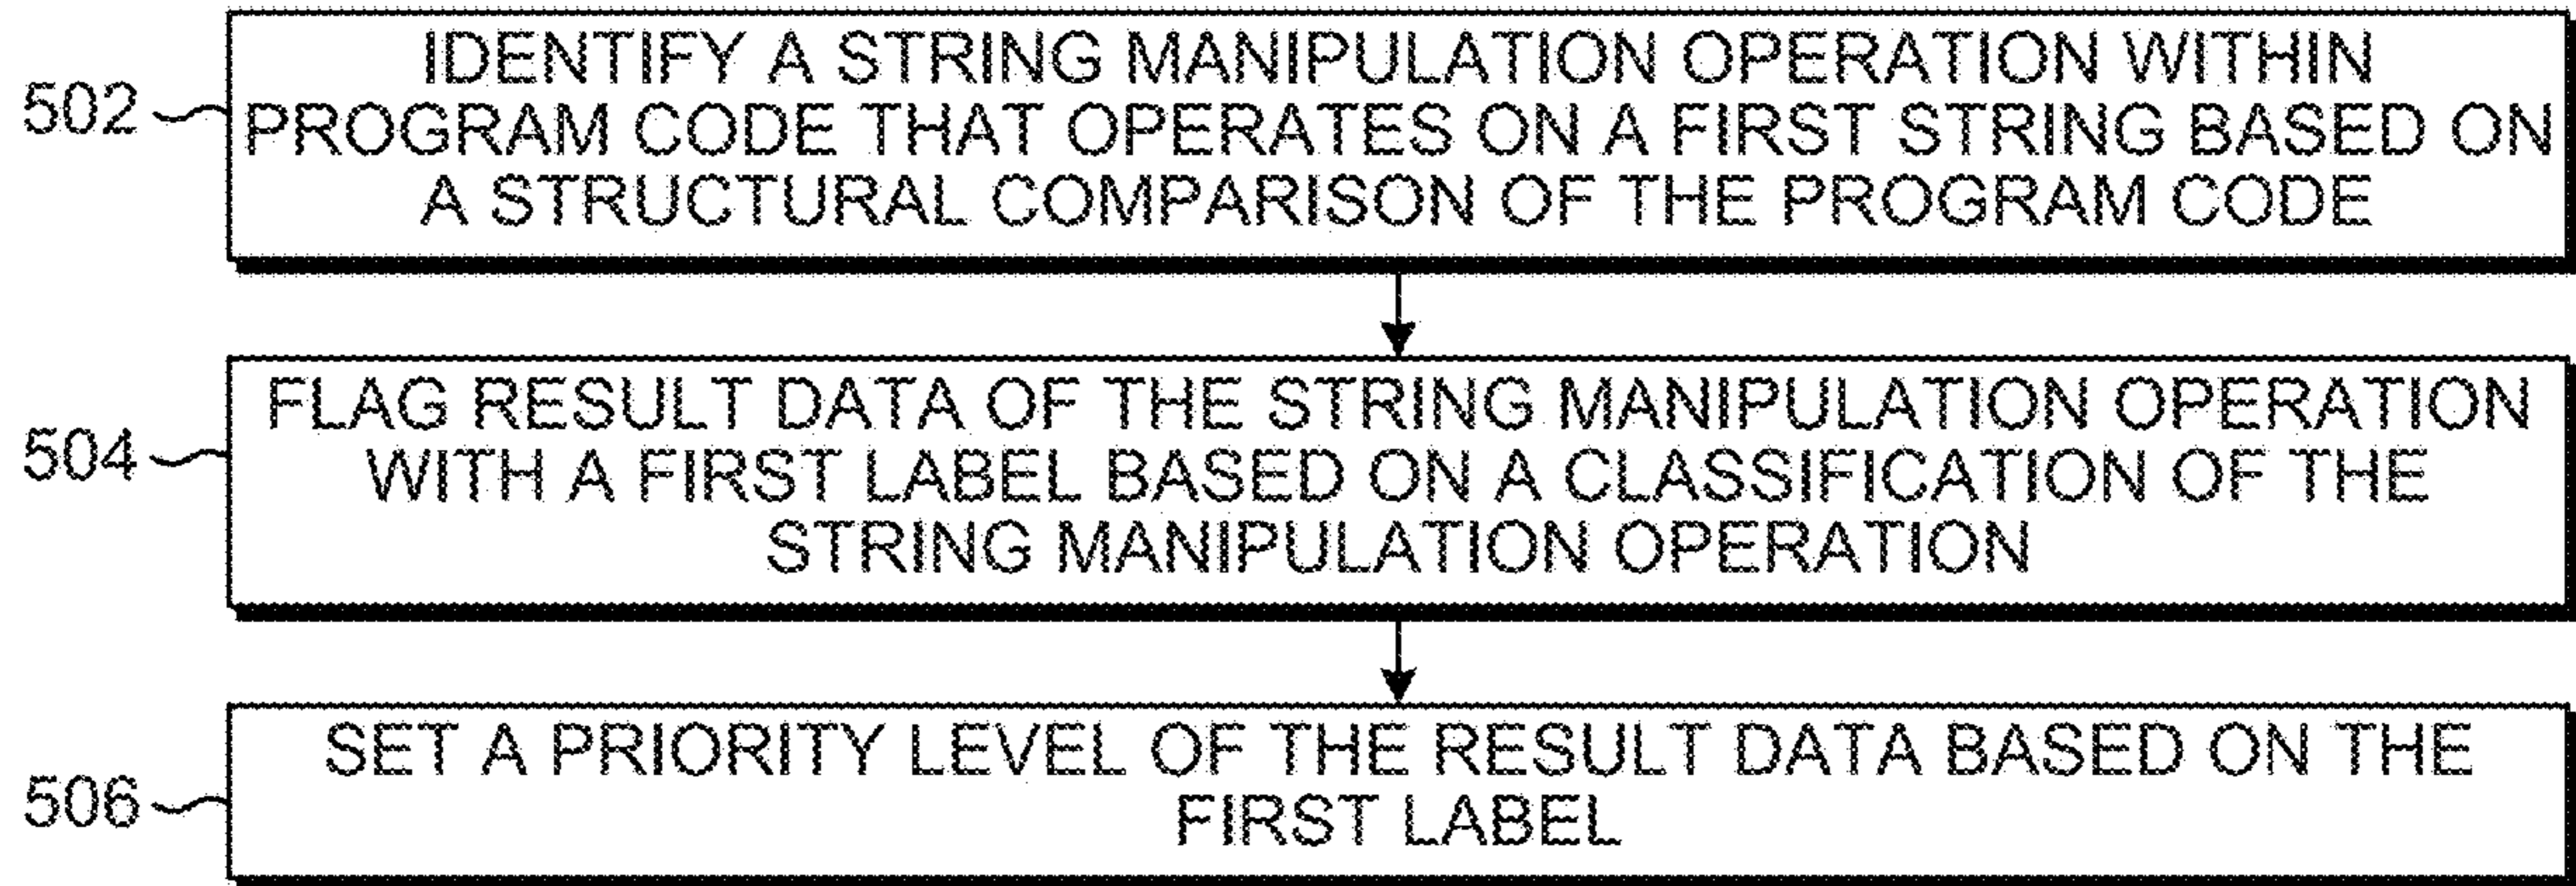 502
IDENTIFY A STRING MANIPULATION OPERATION WITHIN
PROGRAM CODE THAT OPERATES ON A FIRST STRING BASED ON
A STRUCTURAL COMPARISON OF THE PROGRAM CODE
504
FLAG RESULT DATA OF THE STRING MANIPULATION OPERATION
WITH A FIRST LABEL BASED ON A CLASSIFICATION OF THE
STRING MANIPULATION OPERATION
506
SET A PRIORITY LEVEL OF THE RESULT DATA BASED ON THE
FIRST LABEL